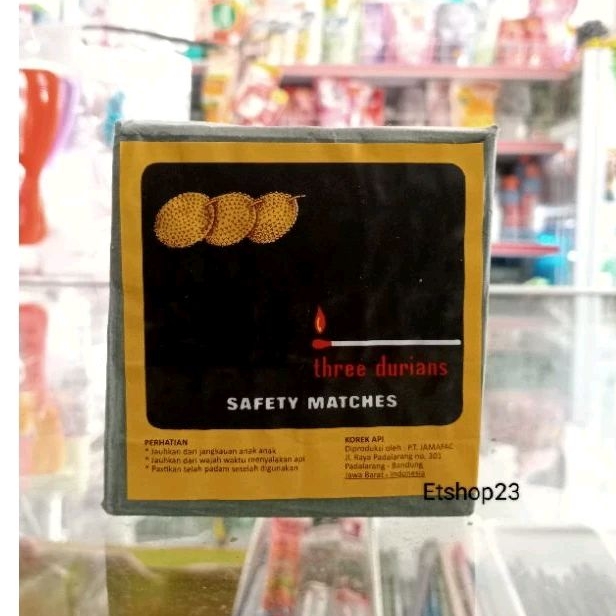 three durians
SAFETY MATCHES
PERHATIAN
* Jauhkan dari jangkauan anak anak
* Jauhkan dari wajah waktu menyalakan api
* Pastikan telah padam seselah digunakan
KOREK API
Diproduksi oleh : PT. JAMAFAC
Jl. Raya Padalarang no. 301
Padalarang - Bandung
Jawa Barat - Indonesia
Etshop23